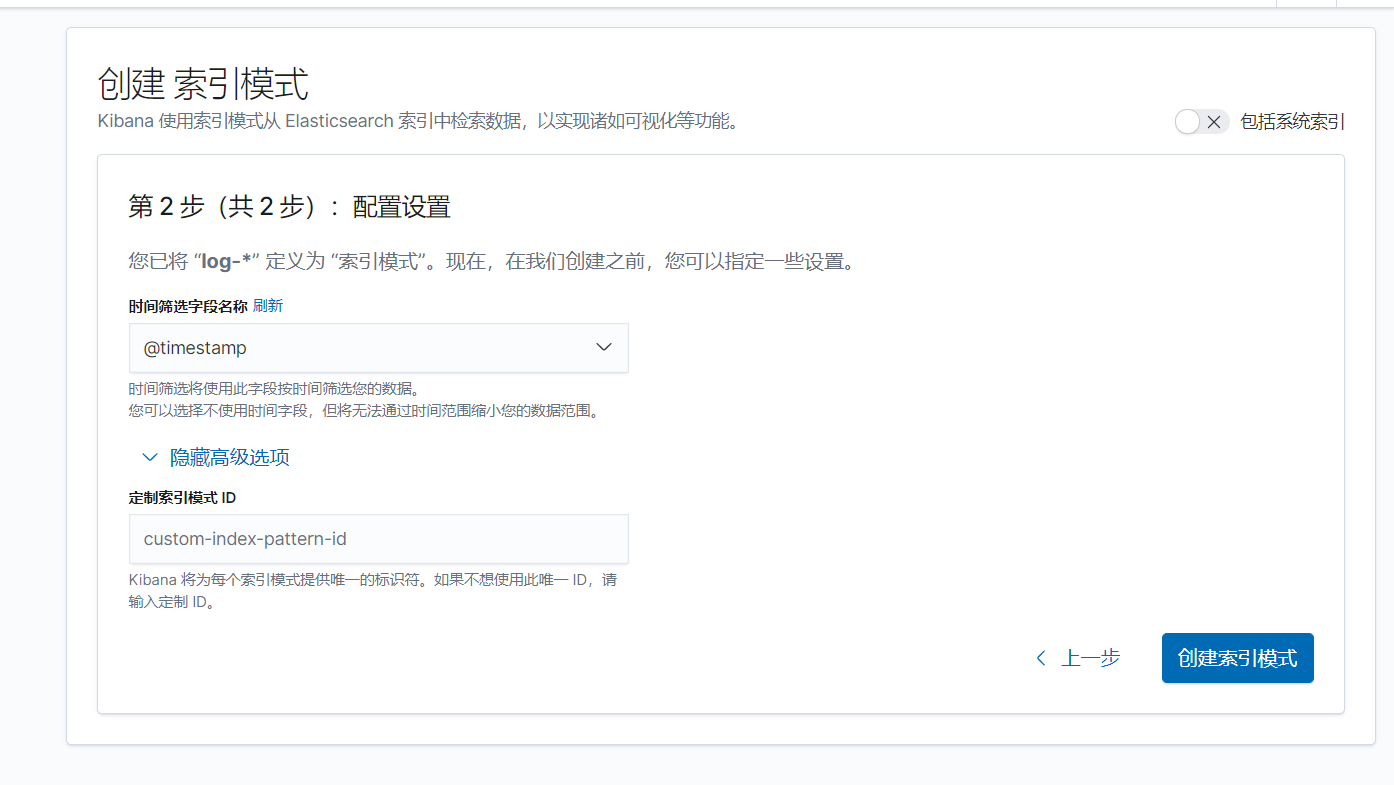 创建 索引模式
Kibana 使用索引模式从 Elasticsearch 索引中检索数据，以实现诸如可视化等功能。
包括系统索引
第 2 步（共 2 步）：配置设置
您已将 “log-*” 定义为 “索引模式”。现在，在我们创建之前，您可以指定一些设置。
时间筛选字段名称 刷新
@timestamp
时间筛选将使用此字段按时间筛选您的数据。
您可以选择不使用时间字段，但将无法通过时间范围缩小您的数据范围。
隐藏高级选项
定制索引模式 ID
custom-index-pattern-id
Kibana 将为每个索引模式提供唯一的标识符。如果不想使用此唯一 ID，请
输入定制 ID。
上一步
创建索引模式